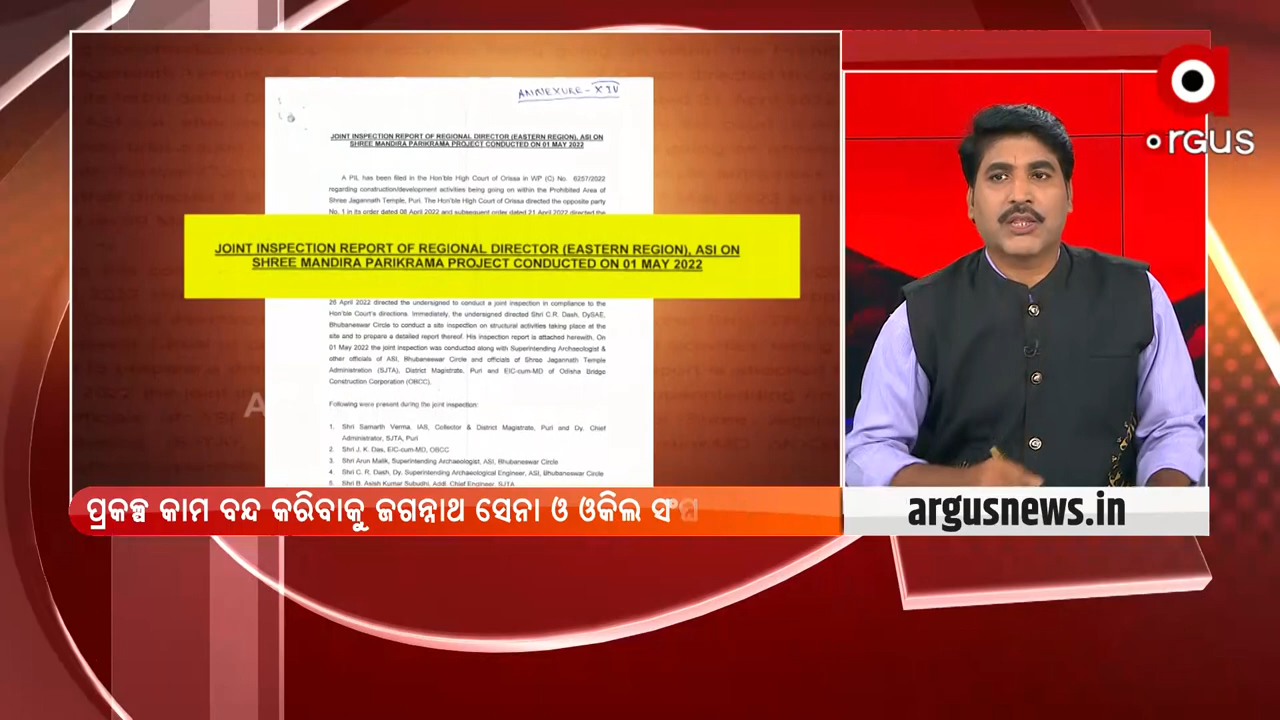 ANNEXURE-XIV
JOINT INSPECTION REPORT OF REGIONAL DIRECTOR (EASTERN REGION), ASI ON
SHREE MANDIRA PARIKRAMA PROJECT CONDUCTED ON 01 MAY 2022
A PIL has been filed in the Hon'ble High Court of Orissa in WP (C) No. 6257/2022
regarding construction/development activities being going on within the Prohibited Area of
Shree Jagannath Temple, Puri. The Hon'ble High Court of Orissa directed the opposite party
No. 1 in its order dated 08 April 2022 and subsequent order dated 21 April 2022 directed the
JOINT INSPECTION REPORT OF REGIONAL DIRECTOR (EASTERN REGION), ASI ON
SHREE MANDIRA PARIKRAMA PROJECT CONDUCTED ON 01 MAY 2022
26 April 2022 directed the undersigned to conduct a joint inspection in compliance to the
Hon'ble Court's directions. Immediately, the undersigned directed Shri C.R. Dash, DySAE,
Bhubaneswar Circle to conduct a site inspection on structural activities taking place at the
site and to prepare a detailed report thereof. His inspection report is attached herewith. On
01 May 2022 the joint inspection was conducted along with Superintending Archaeologist &
other officials of ASI, Bhubaneswar Circle and officials of Shree Jagannath Temple
Administration (SJTA), District Magistrate, Puri and EIC-cum-MD of Odisha Bridge
Construction Corporation (OBCC).
Following were present during the joint inspection:
1. Shri Samarth Verma, IAS, Collector & District Magistrate, Puri and Dy. Chief
Administrator, SJTA, Puri
2. Shri J. K. Das, EIC-cum-MD, OBCC
3. Shri Arun Malik, Superintending Archaeologist, ASI, Bhubaneswar Circle
4. Shri C. R. Dash, Dy. Superintending Archaeological Engineer, ASI, Bhubaneswar Circle
5. Shri B. Asish Kumar Subudhi, Addl. Chief Engineer, SJTA
ପ୍ରକଳ୍ପ କାମ ବନ୍ଦ କରିବାକୁ ଜଗନ୍ନାଥ ସେନା ଓ ଓକିଲ ସଂଘ
argus
argusnews.in